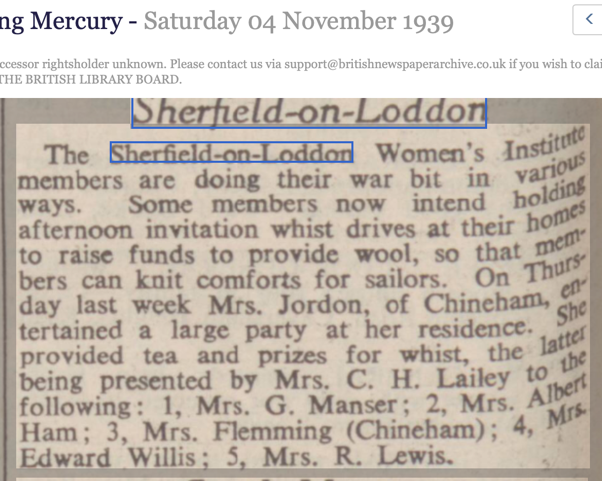 ng Mercury - Saturday 04 November 1939
<
ccessor rightsholder unknown. Please contact us via support@britishnewspaperarchive.co.uk if you wish to clai
THE BRITISH LIBRARY BOARD.
Sherfield-on-Loddon
The Sherfield-on-Loddon Women's Institute
members are doing their war bit in various
ways. Some members now intend holding
afternoon invitation whist drives at their homes
to raise funds to provide wool, so that mem-
bers can knit comforts for sailors. On Thurs-
day last week Mrs. Jordon, of Chineham, en-
tertained a large party at her residence. She
provided tea and prizes for whist, the latter
being presented by Mrs. C. H. Lailey to the
following: 1, Mrs. G. Manser; 2, Mrs. Albert
Ham; 3, Mrs. Flemming (Chineham); 4, Mrs.
Edward Willis; 5, Mrs. R. Lewis.